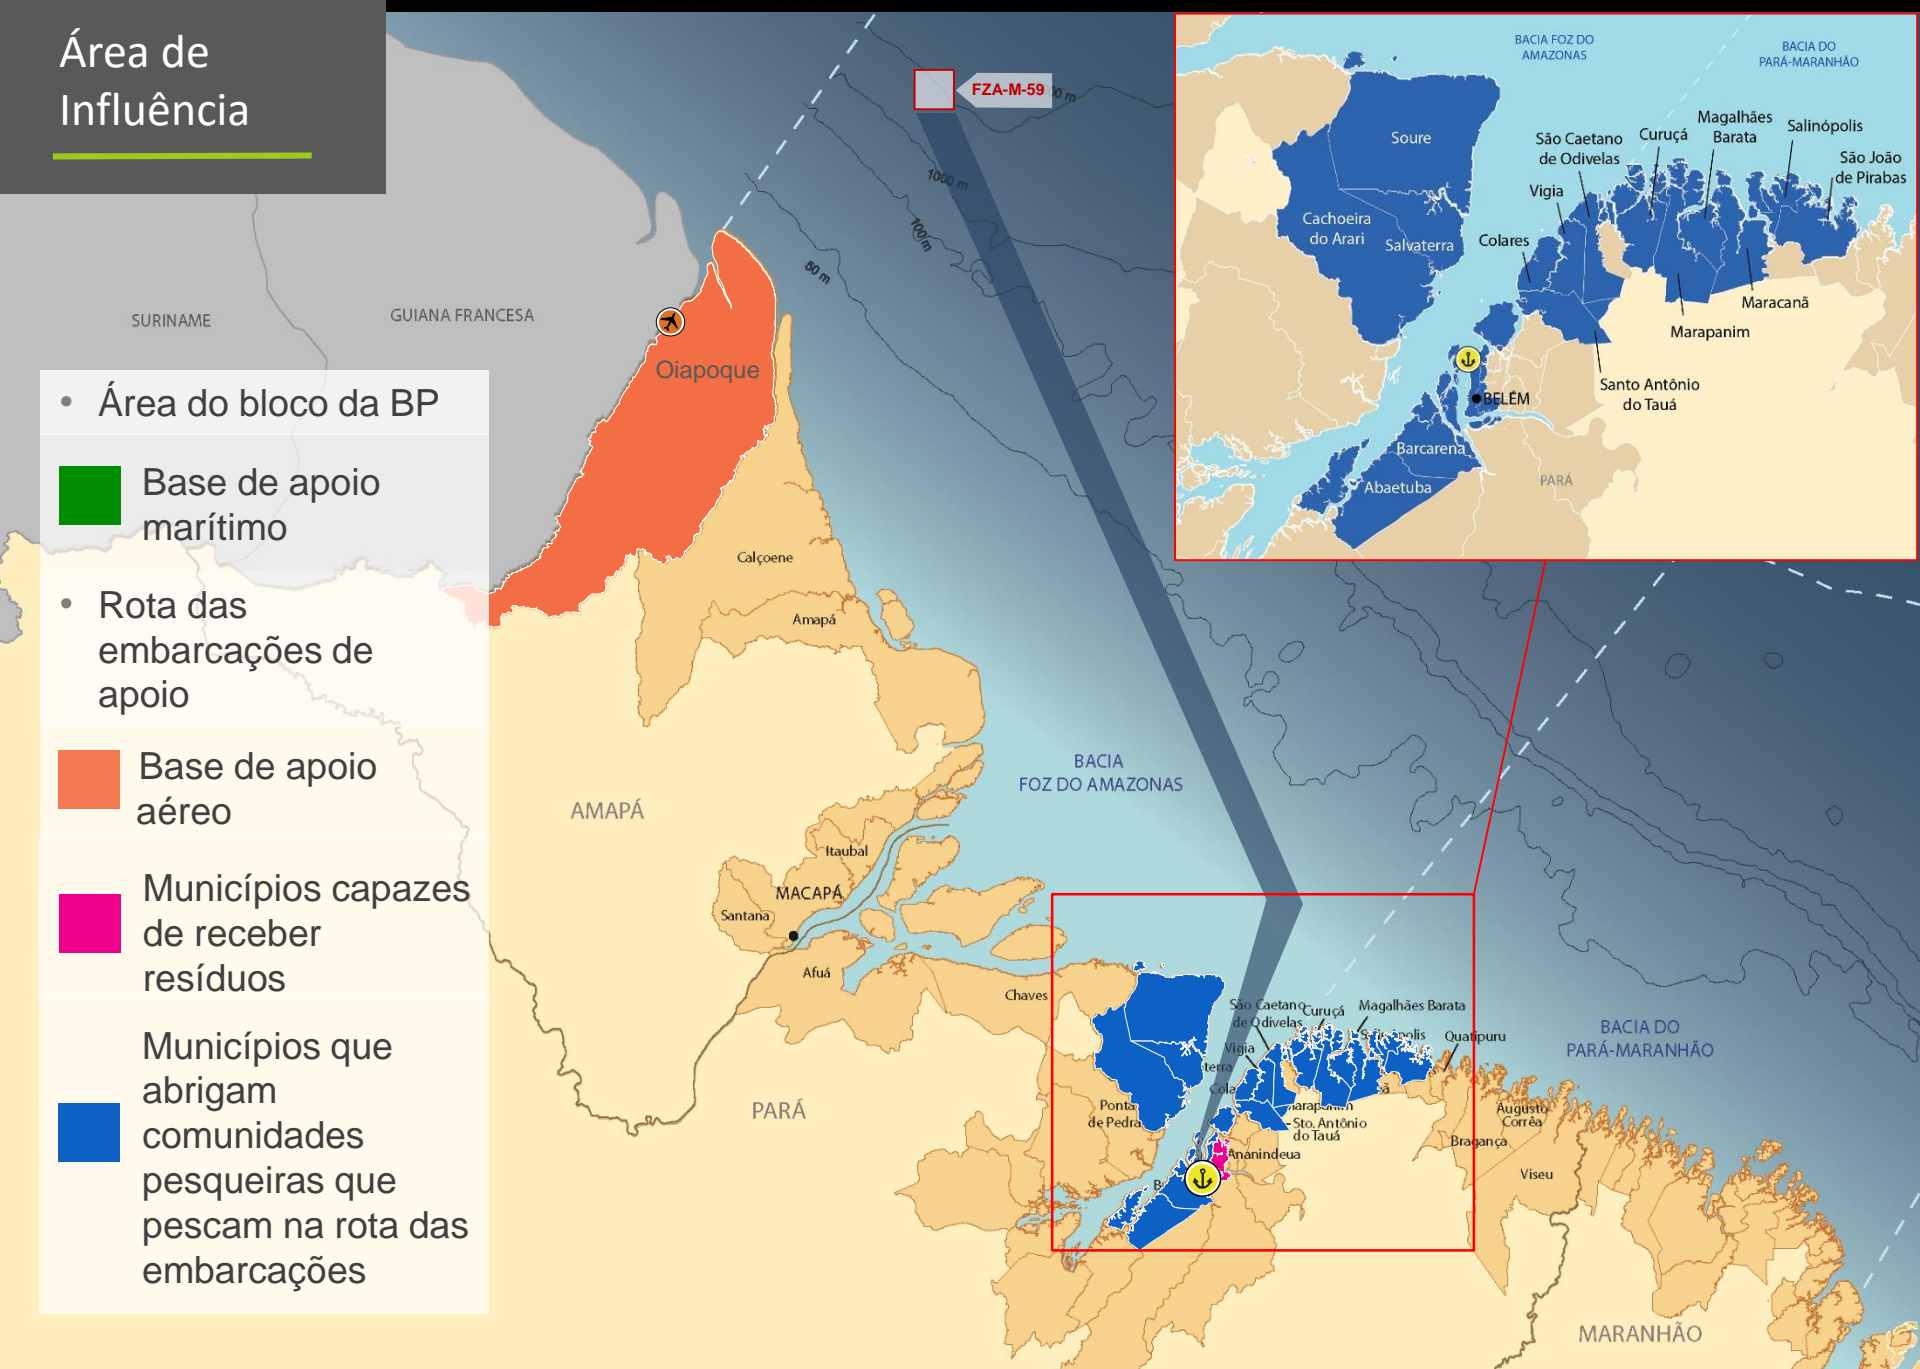 Área de
Influência
FZA-M-59
1000 m
100 m
50 m
SURINAME
GUIANA FRANCESA
Oiapoque
• Área do bloco da BP
Base de apoio
marítimo
• Rota das
embarcações de
apoio
Base de apoio
aéreo
Municípios capazes
de receber
resíduos
Municípios que
abrigam
comunidades
pesqueiras que
pescam na rota das
embarcações
Calçoene
Amapá
AMAPÁ
BACIA
FOZ DO AMAZONAS
Itaubal
MACAPÁ
Santana
Afuá
Chaves
PARÁ
São Caetano
de Odivelas
Curuçá
Magalhães Barata
Quatipuru
Vigia
Ponta
de Pedra
Sto. Antônio
do Tauá
Ananindeua
BACIA DO
PARÁ-MARANHÃO
Augusto
Corrêa
Bragança
Viseu
MARANHÃO
BACIA FOZ DO
AMAZONAS
BACIA DO
PARÁ-MARANHÃO
Soure
Cachoeira
do Arari
Salvaterra
São Caetano
de Odivelas
Curuçá
Magalhães
Barata
Salinópolis
São João
de Pirabas
Vigia
Colares
Maracanã
Marapanim
Santo Antônio
do Tauá
BELÉM
Barcarena
Abaetuba
PARÁ